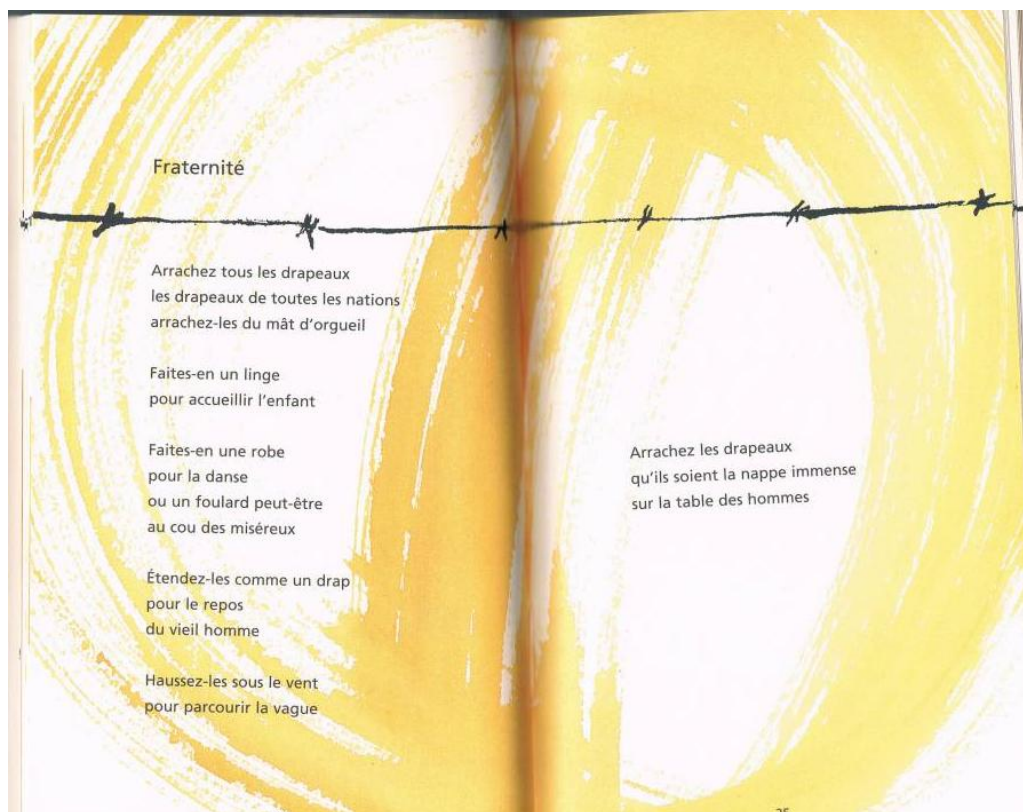 Fraternité
Arrachez tous les drapeaux
les drapeaux de toutes les nations
arrachez-les du mât d'orgueil
Faites-en un linge
pour accueillir l'enfant
Faites-en une robe
pour la danse
ou un foulard peut-être
au cou des miséreux
Étendez-les comme un drap
pour le repos
du vieil homme
Haussez-les sous le vent
pour parcourir la vague
Arrachez les drapeaux
qu'ils soient la nappe immense
sur la table des hommes